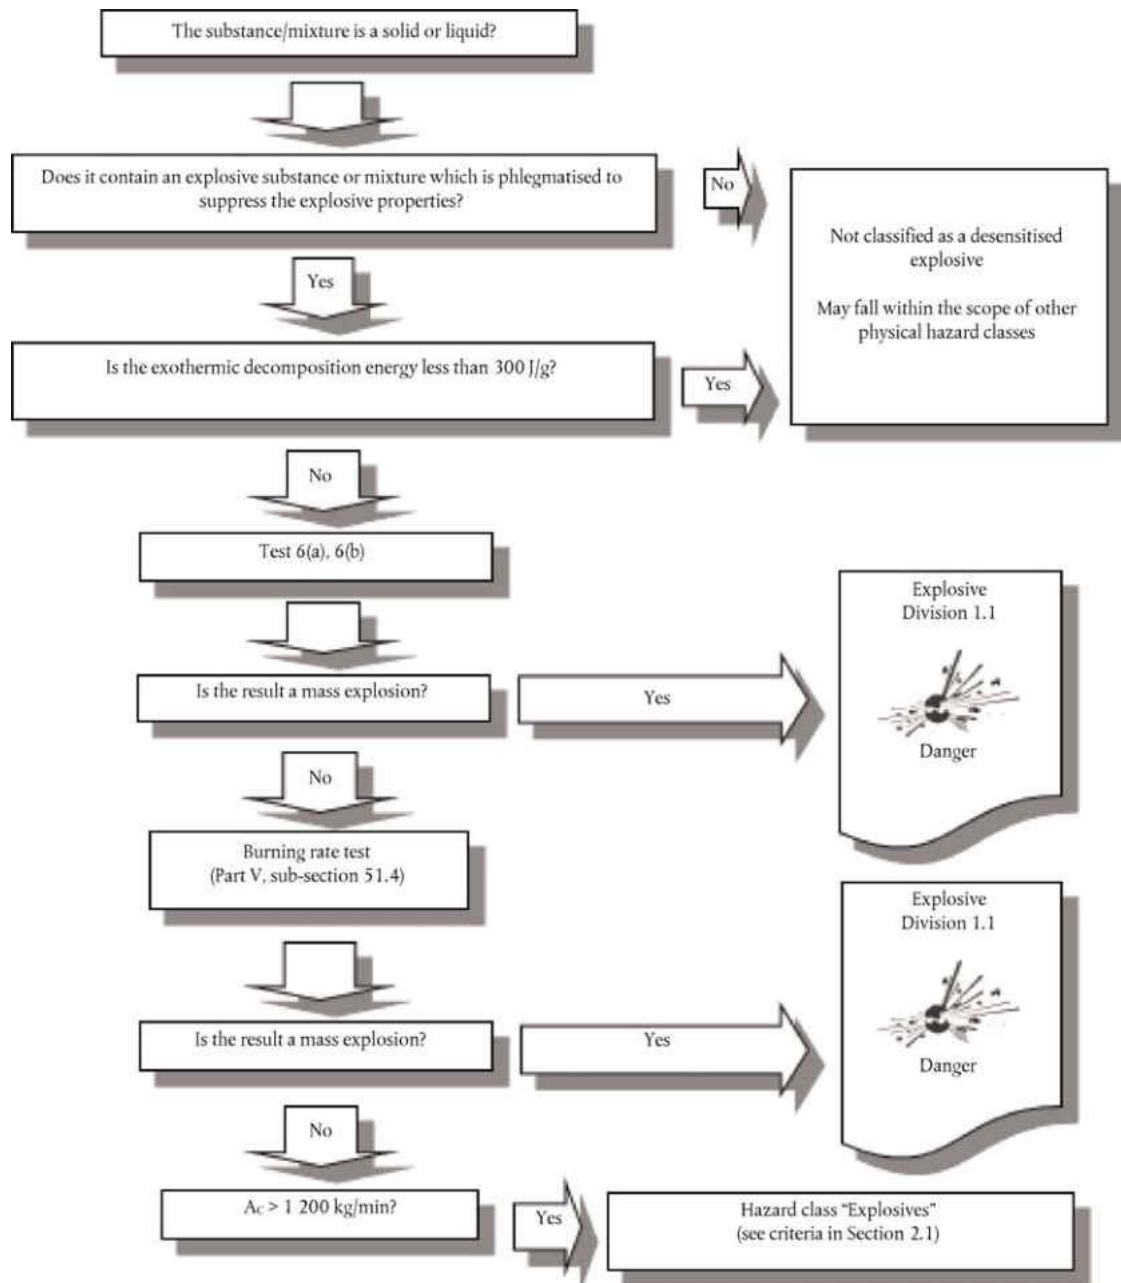 The substance/mixture is a solid or liquid?
Does it contain an explosive substance or mixture which is phlegmatised to
suppress the explosive properties?
No
Not classified as a desensitised
explosive
May fall within the scope of other
physical hazard classes
Yes
Is the exothermic decomposition energy less than 300 J/g?
Yes
No
Test 6(a). 6(b)
Is the result a mass explosion?
Yes
Explosive
Division 1.1
Danger
No
Burning rate test
(Part V, sub-section 51.4)
Is the result a mass explosion?
Yes
Explosive
Division 1.1
Danger
No
Ac > 1 200 kg/min?
Yes
Hazard class “Explosives”
(see criteria in Section 2.1)